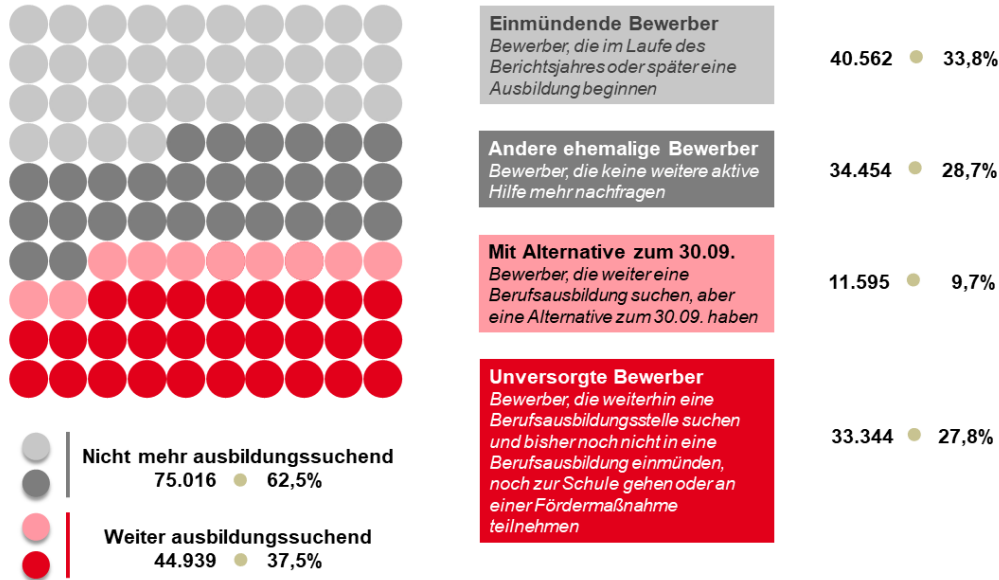 Einmündende Bewerber
Bewerber, die im Laufe des
Berichtsjahres oder später eine
Ausbildung beginnen
40.562 33,8%
Andere ehemalige Bewerber
Bewerber, die keine weitere aktive
Hilfe mehr nachfragen
34.454 28,7%
Mit Alternative zum 30.09.
Bewerber, die weiter eine
Berufsausbildung suchen, aber
eine Alternative zum 30.09. haben
11.595 9,7%
Unversorgte Bewerber
Bewerber, die weiterhin eine
Berufsausbildungsstelle suchen
und bisher noch nicht in eine
Berufsausbildung einmünden,
noch zur Schule gehen oder an
einer Fördermaßnahme
teilnehmen
33.344 27,8%
Nicht mehr ausbildungssuchend
75.016 62,5%
Weiter ausbildungssuchend
44.939 37,5%